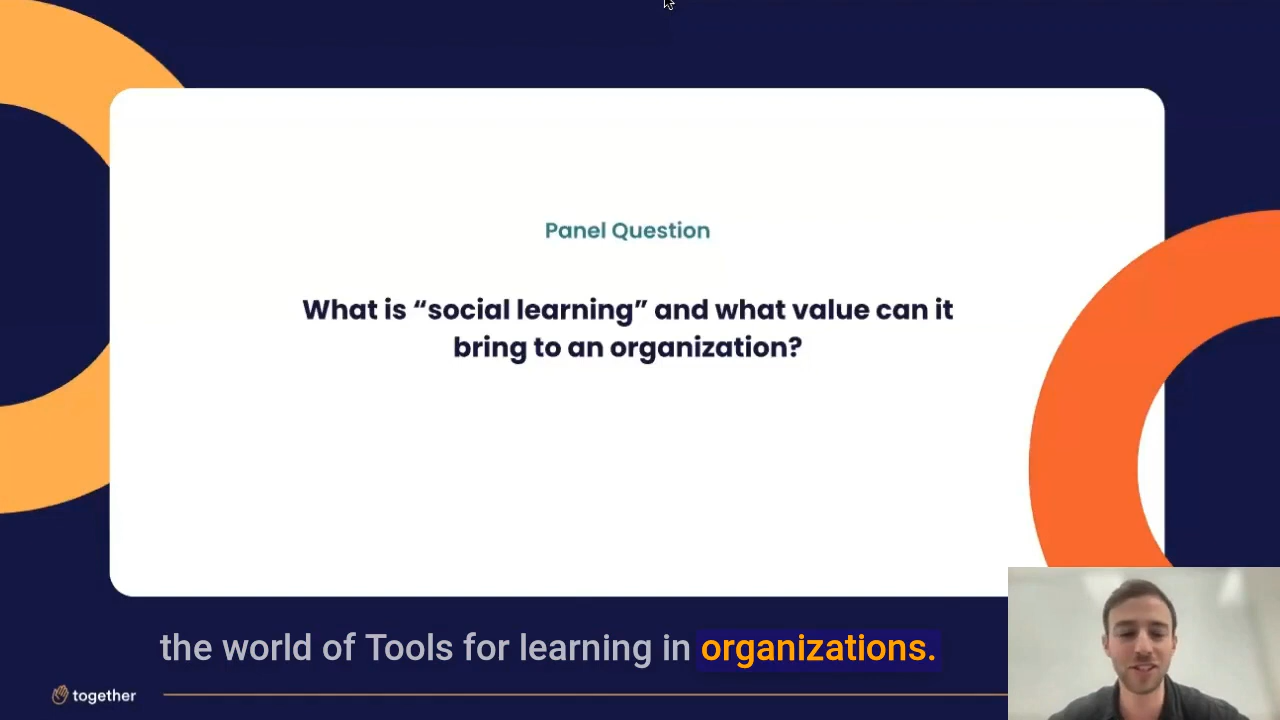 Panel Question
What is “social learning” and what value can it
bring to an organization?
the world of Tools for learning in organizations.
together